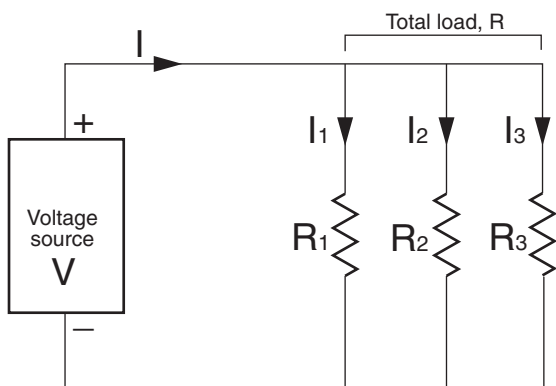 Total load, R
I
+
I1
I2
I3
Voltage
source
V
R1
R2
R3
–